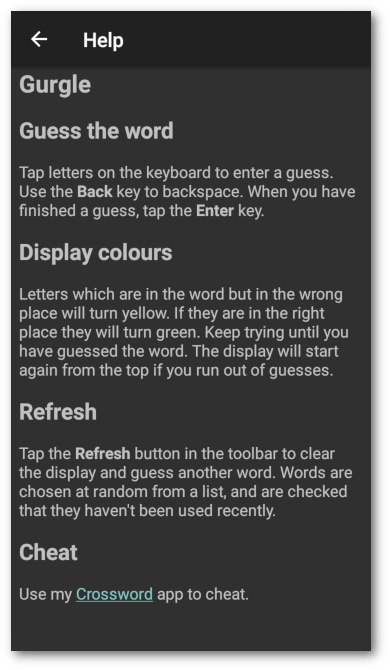 Help
Gurgle
Guess the word
Tap letters on the keyboard to enter a guess.
Use the Back key to backspace. When you have
finished a guess, tap the Enter key.
Display colours
Letters which are in the word but in the wrong
place will turn yellow. If they are in the right
place they will turn green. Keep trying until you
have guessed the word. The display will start
again from the top if you run out of guesses.
Refresh
Tap the Refresh button in the toolbar to clear
the display and guess another word. Words are
chosen at random from a list, and are checked
that they haven't been used recently.
Cheat
Use my Crossword app to cheat.